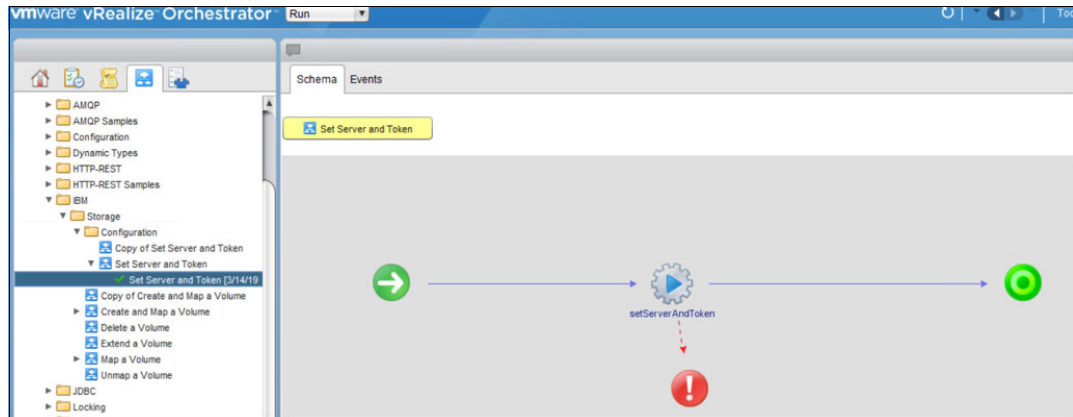 vmware vRealize Orchestrator Run
Schema Events
AMQP
AMQP Samples
Set Server and Token
Configuration
Dynamic Types
HTTP-REST
HTTP-REST Samples
IBM
Storage
Configuration
Copy of Set Server and Token
Set Server and Token
Set Server and Token [3/14/19
Copy of Create and Map a Volume
Create and Map a Volume
Delete a Volume
Extend a Volume
Map a Volume
Unmap a Volume
JDBC
Locking
setServerAndToken